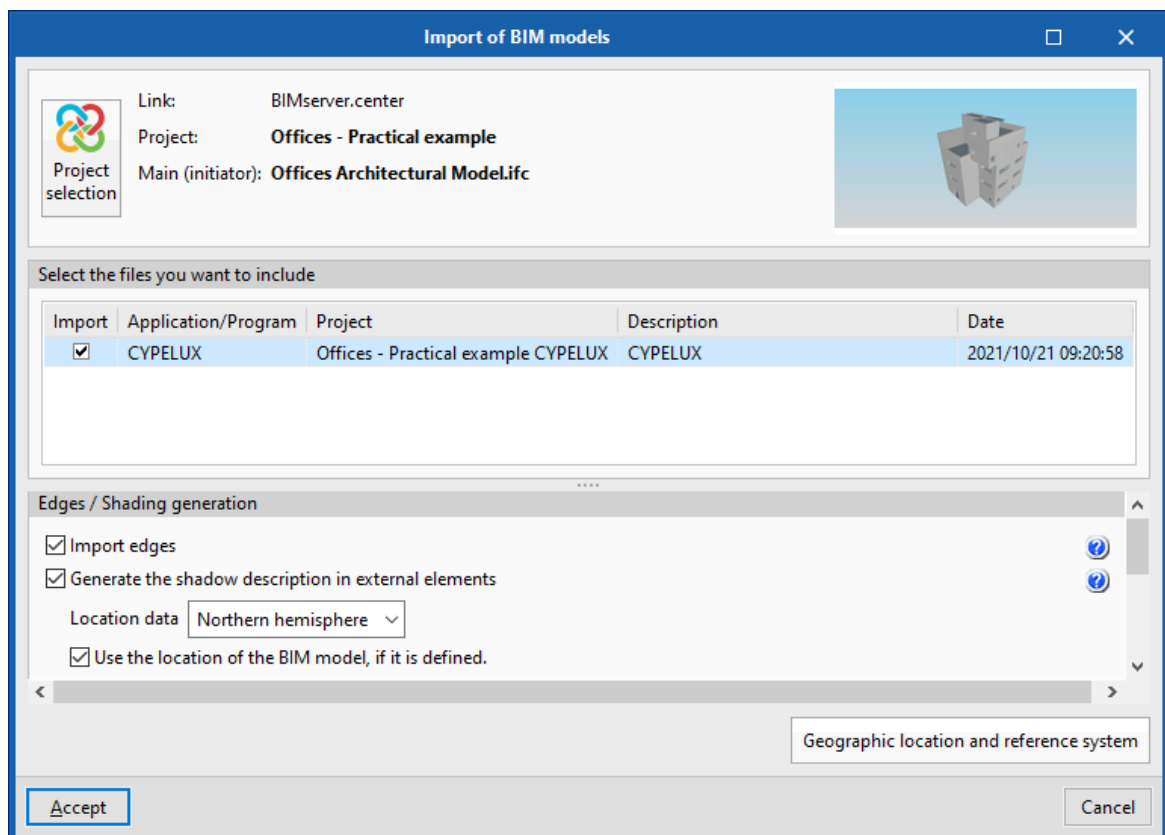 Import of BIM models
Link: BIMserver.center
Project: Offices - Practical example
Main (initiator): Offices Architectural Model.ifc
Project
selection
Select the files you want to include
Import Application/Program Project Description Date
CYPELUX Offices - Practical example CYPELUX CYPELUX 2021/10/21 09:20:58
Edges / Shading generation
Import edges
Generate the shadow description in external elements
Location data Northern hemisphere
Use the location of the BIM model, if it is defined.
Geographic location and reference system
Accept Cancel